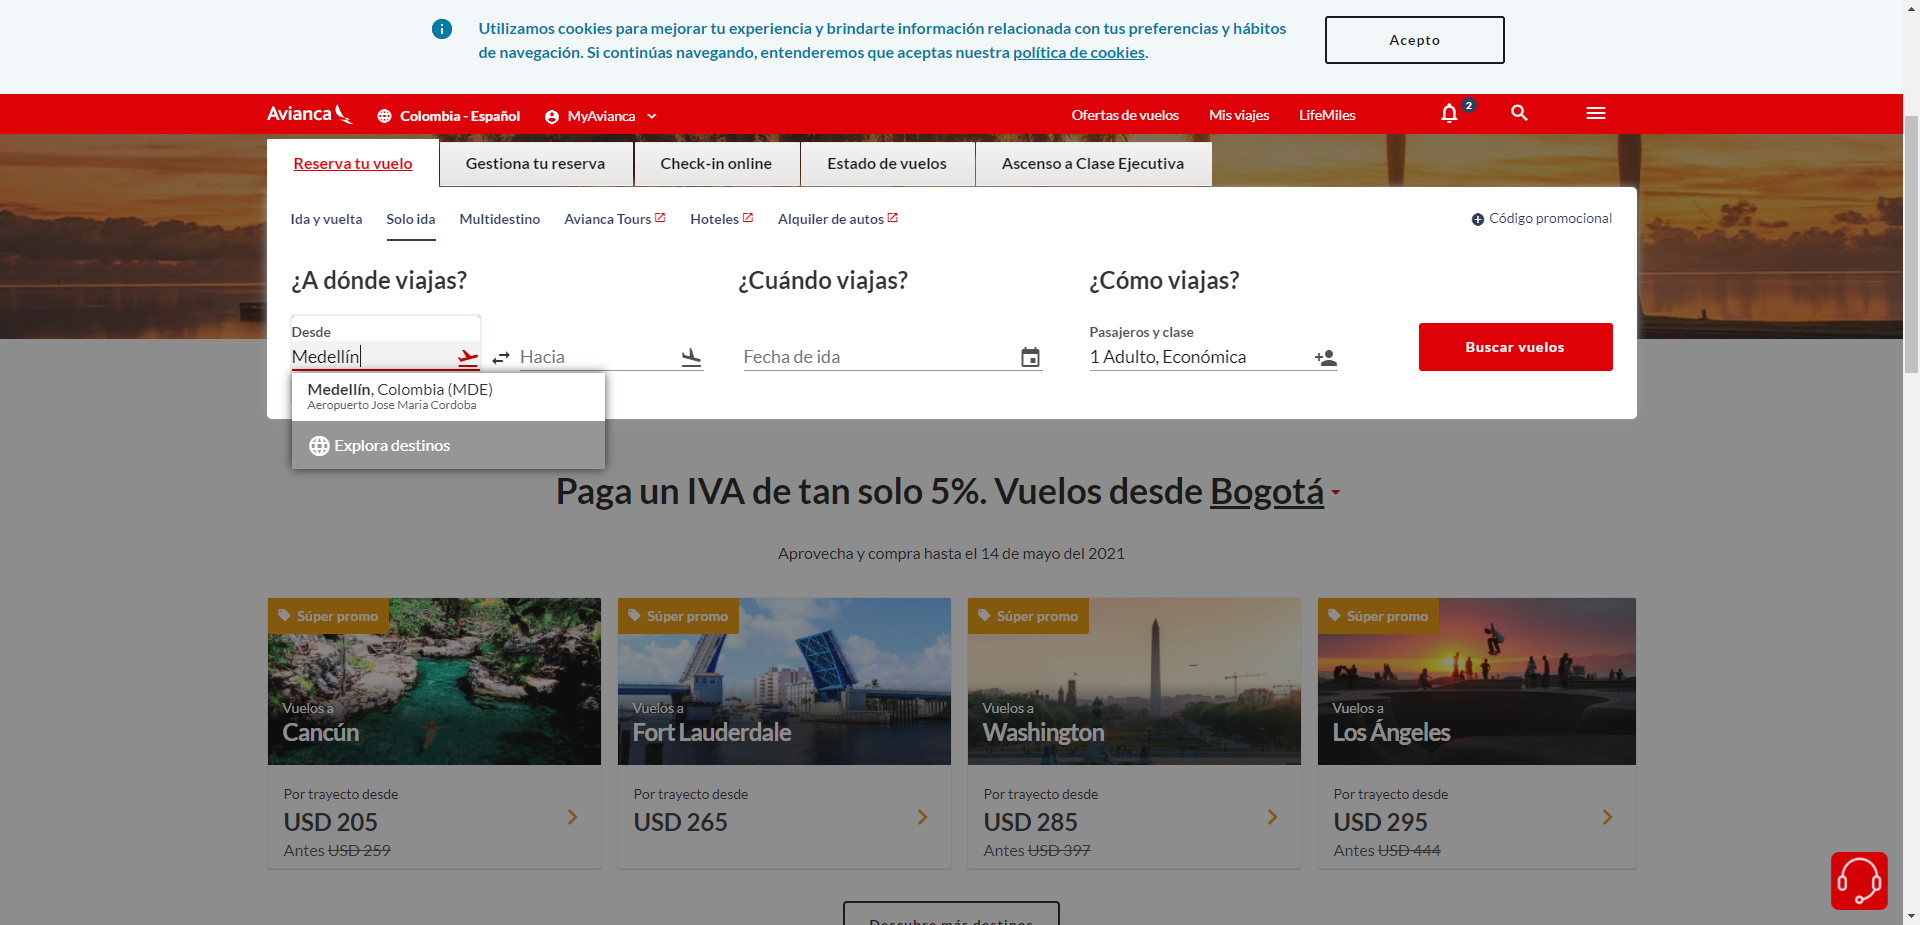 Utilizamos cookies para mejorar tu experiencia y brindarte información relacionada con tus preferencias y hábitos
de navegación. Si continúas navegando, entenderemos que aceptas nuestra política de cookies.
Acepto
Avianca
Colombia - Español
MyAvianca
Ofertas de vuelos
Mis viajes
LifeMiles
2
Reserva tu vuelo
Gestiona tu reserva
Check-in online
Estado de vuelos
Ascenso a Clase Ejecutiva
Ida y vuelta
Solo ida
Multidestino
Avianca Tours
Hoteles
Alquiler de autos
Código promocional
¿A dónde viajas?
¿Cuándo viajas?
¿Cómo viajas?
Desde
Medellín
Hacia
Fecha de ida
Pasajeros y clase
1 Adulto, Económica
Buscar vuelos
Medellín, Colombia (MDE)
Aeropuerto Jose Maria Cordoba
Explora destinos
Paga un IVA de tan solo 5%. Vuelos desde Bogotá
Aprovecha y compra hasta el 14 de mayo del 2021
Súper promo
Vuelos a
Cancún
Por trayecto desde
USD 205
Antes USD 259
Súper promo
Vuelos a
Fort Lauderdale
Por trayecto desde
USD 265
Súper promo
Vuelos a
Washington
Por trayecto desde
USD 285
Antes USD 397
Súper promo
Vuelos a
Los Ángeles
Por trayecto desde
USD 295
Antes USD 444
Descubre más destinos